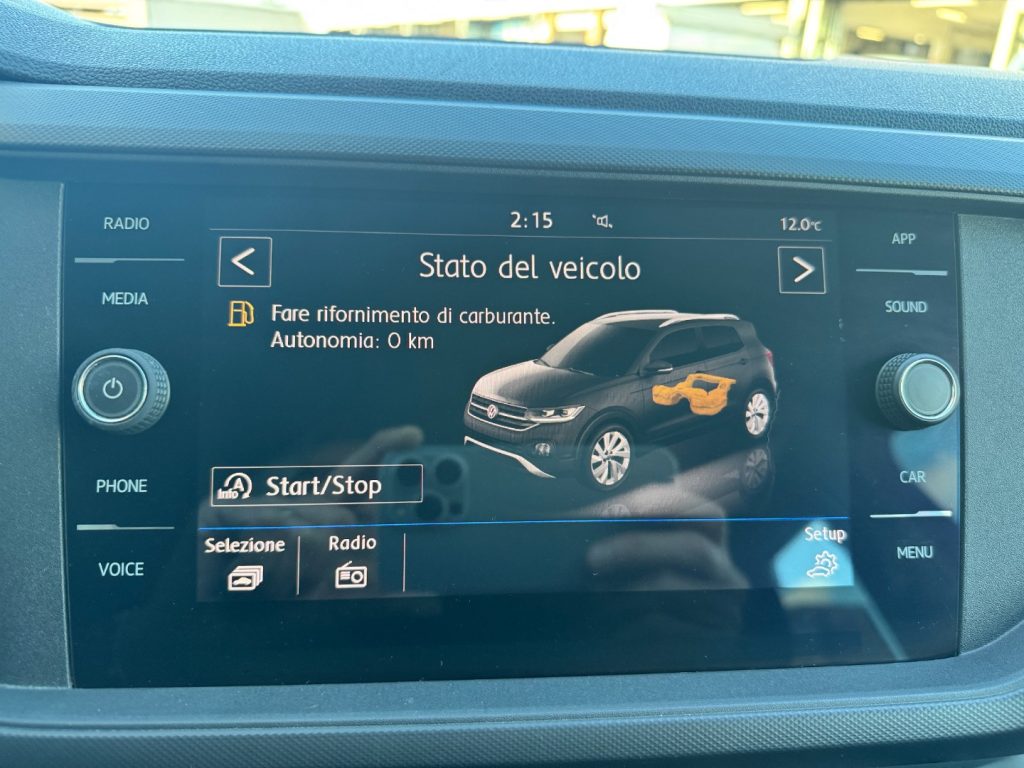 RADIO
MEDIA
PHONE
VOICE
2:15
12.0°C
Stato del veicolo
Fare rifornimento di carburante.
Autonomia: 0 km
A
Info
Start/Stop
Selezione
Radio
Setup
APP
SOUND
CAR
MENU